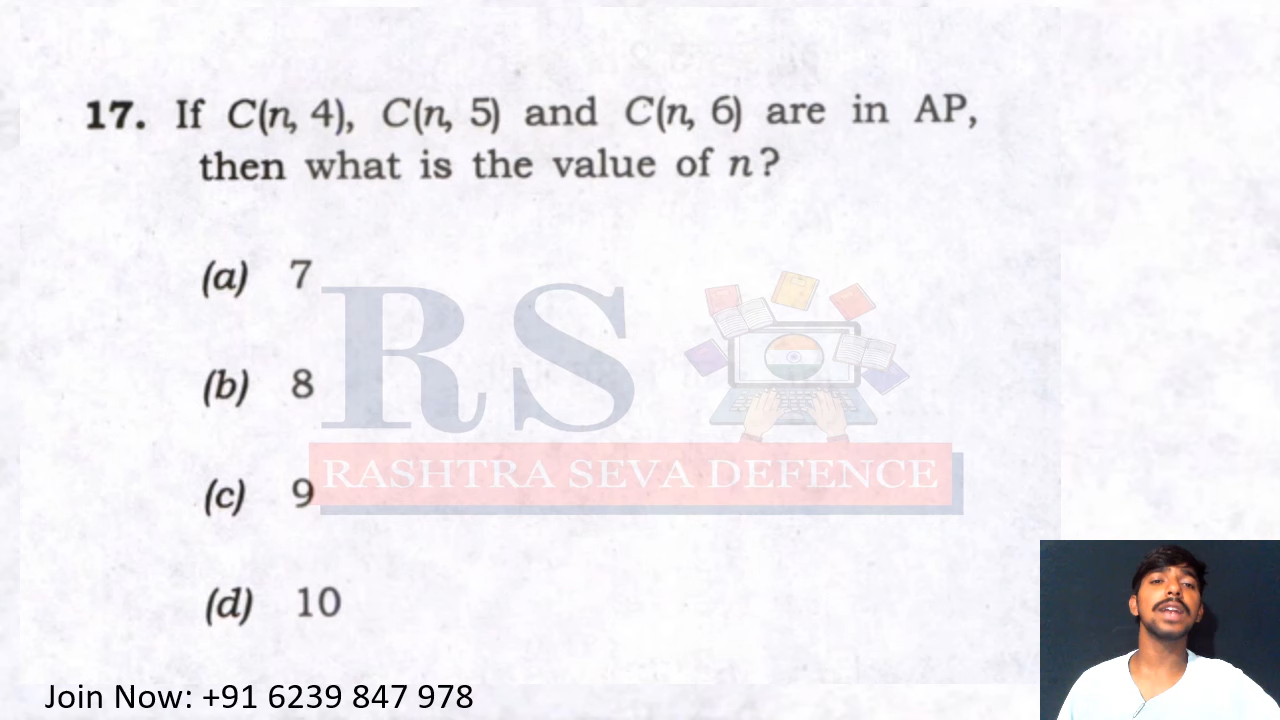 17. If C(n, 4), C(n, 5) and C(n, 6) are in AP,
then what is the value of n?
(a) 7
(b) 8
(c) 9
(d) 10
RS
RASHTRA SEVA DEFENCE
Join Now: +91 6239 847 978